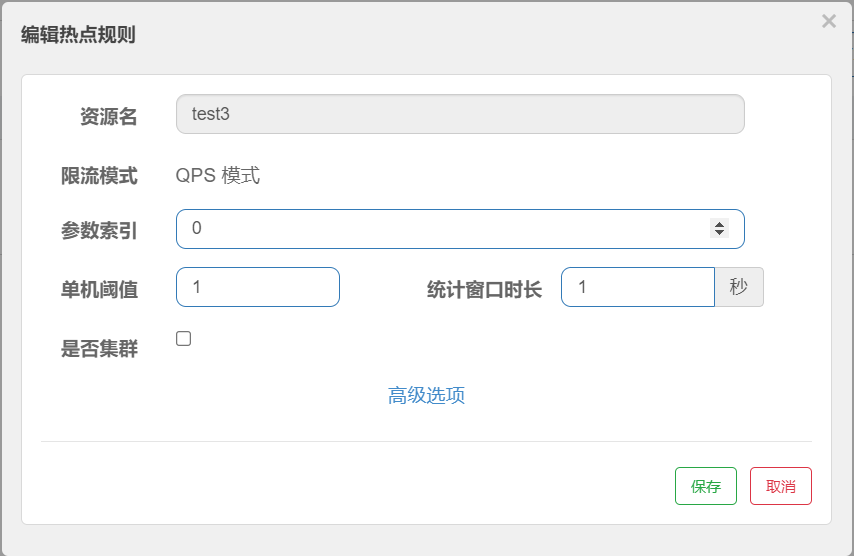 编辑热点规则 ×
资源名 test3
限流模式 QPS 模式
参数索引 0
单机阈值 1 统计窗口时长 1 秒
是否集群
高级选项
保存 取消